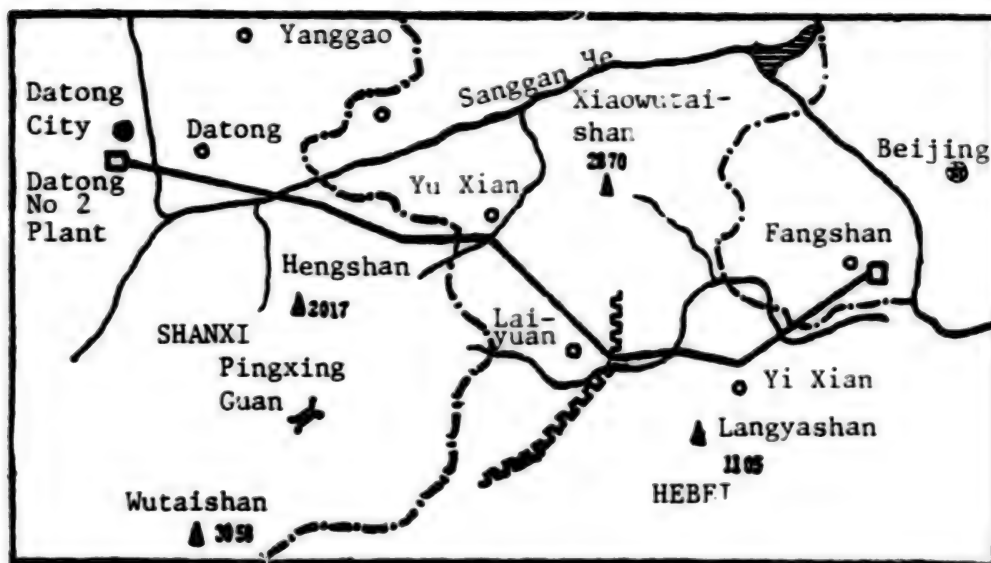 Yanggao
Datong
City
Datong
Datong
No 2
Plant
Sanggan He
Xiaowutai-
shan
2870
Beijing
Yu Xian
Fangshan
Hengshan
2017
SHANXI
Pingxing
Guan
Lai-
yuan
Yi Xian
Langyashan
1105
HEBEI
Wutaishan
3058